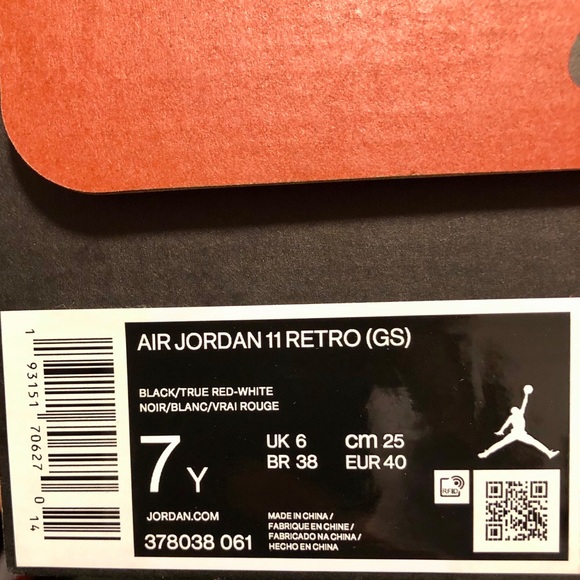 AIR JORDAN 11 RETRO (GS)
BLACK/TRUE RED-WHITE
NOIR/BLANC/VRAI ROUGE
7 Y
UK 6 cm 25
BR 38 EUR 40
RFID
JORDAN.COM
378038 061
MADE IN CHINA /
FABRIQUE EN CHINE /
FABRICADO NA CHINA /
HECHO EN CHINA
1 93151 70627 0 14